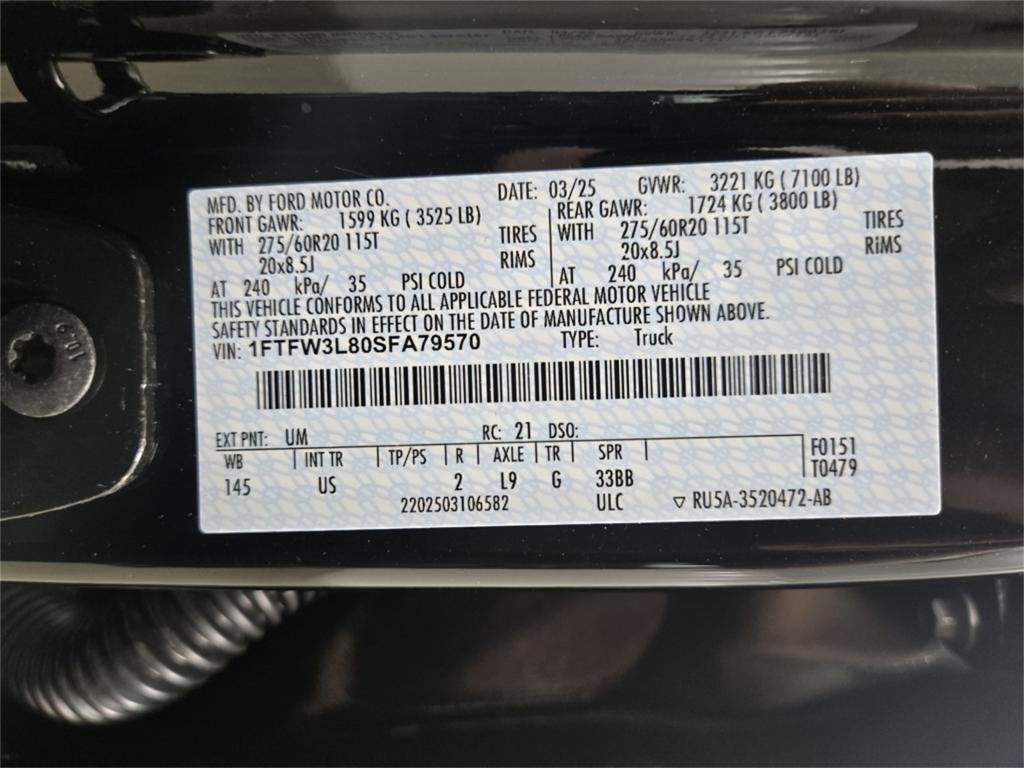 MFD. BY FORD MOTOR CO. DATE: 03/25 GVWR: 3221 KG ( 7100 LB)
FRONT GAWR: 1599 KG ( 3525 LB) REAR GAWR: 1724 KG ( 3800 LB)
WITH 275/60R20 115T TIRES WITH 275/60R20 115T TIRES
20x8.5J RIMS 20x8.5J RiMS
AT 240 kPa/ 35 PSI COLD AT 240 kPa/ 35 PSI COLD
THIS VEHICLE CONFORMS TO ALL APPLICABLE FEDERAL MOTOR VEHICLE
SAFETY STANDARDS IN EFFECT ON THE DATE OF MANUFACTURE SHOWN ABOVE.
VIN: 1FTFW3L80SFA79570 TYPE: Truck
EXT PNT: UM RC: 21 DSO:
WB INT TR TP/PS R AXLE TR SPR F0151
T0479
145 US 2 L9 G 33BB
2202503106582 ULC ▽ RU5A-3520472-AB
10.9